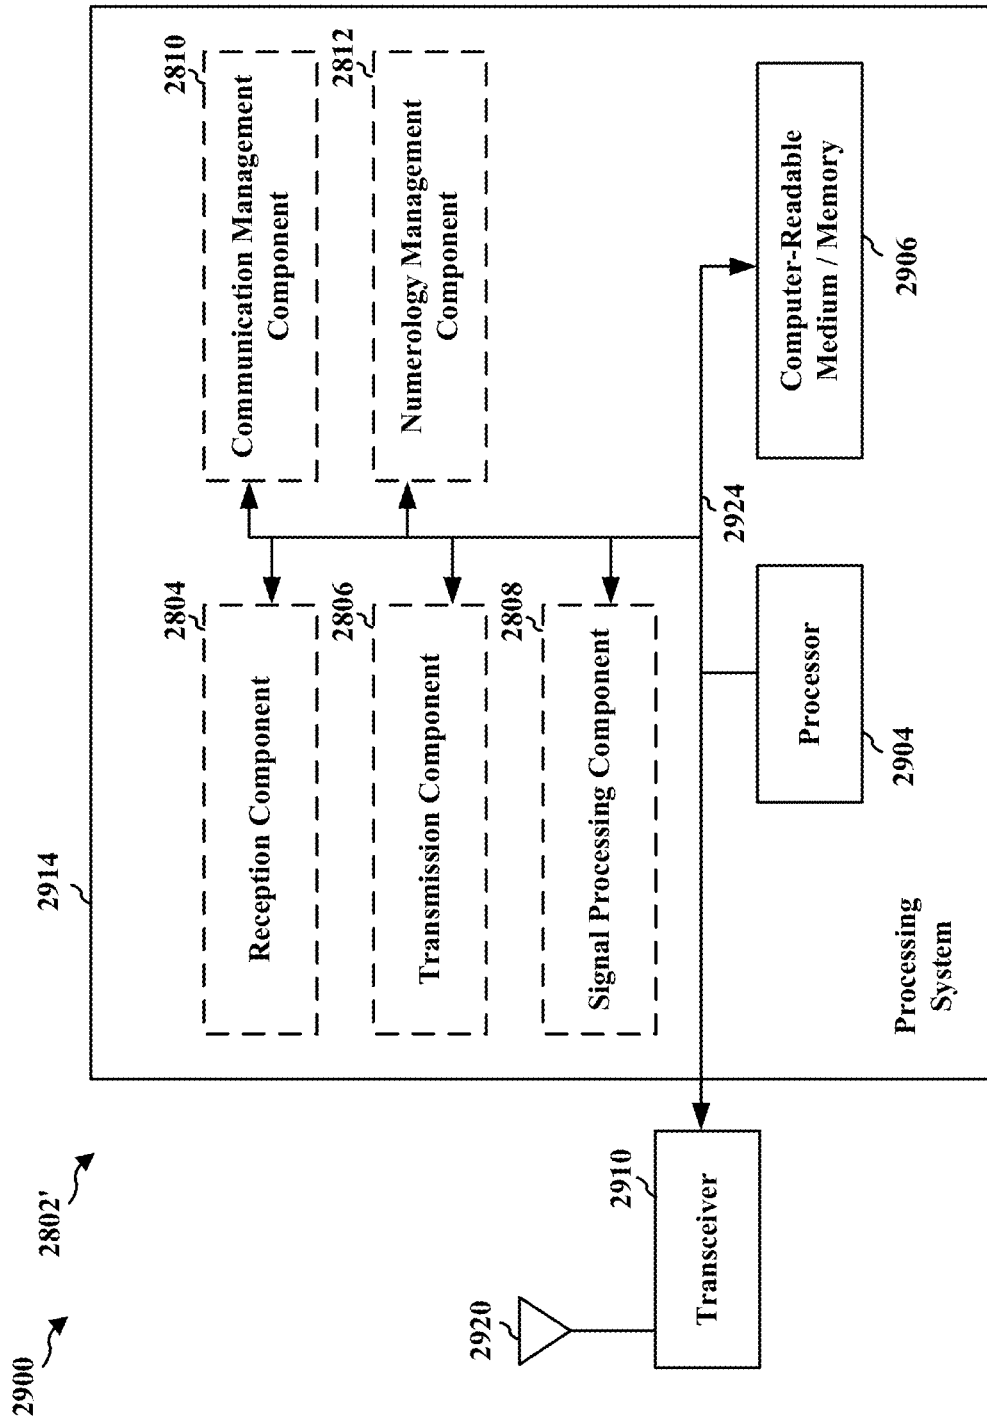 2900
2802'
2914
2804
Reception Component
2806
Transmission Component
2808
Signal Processing Component
2810
Communication Management
Component
2812
Numerology Management
Component
2920
2910
Transceiver
2924
Processor
2904
Computer-Readable
Medium / Memory
2906
Processing
System